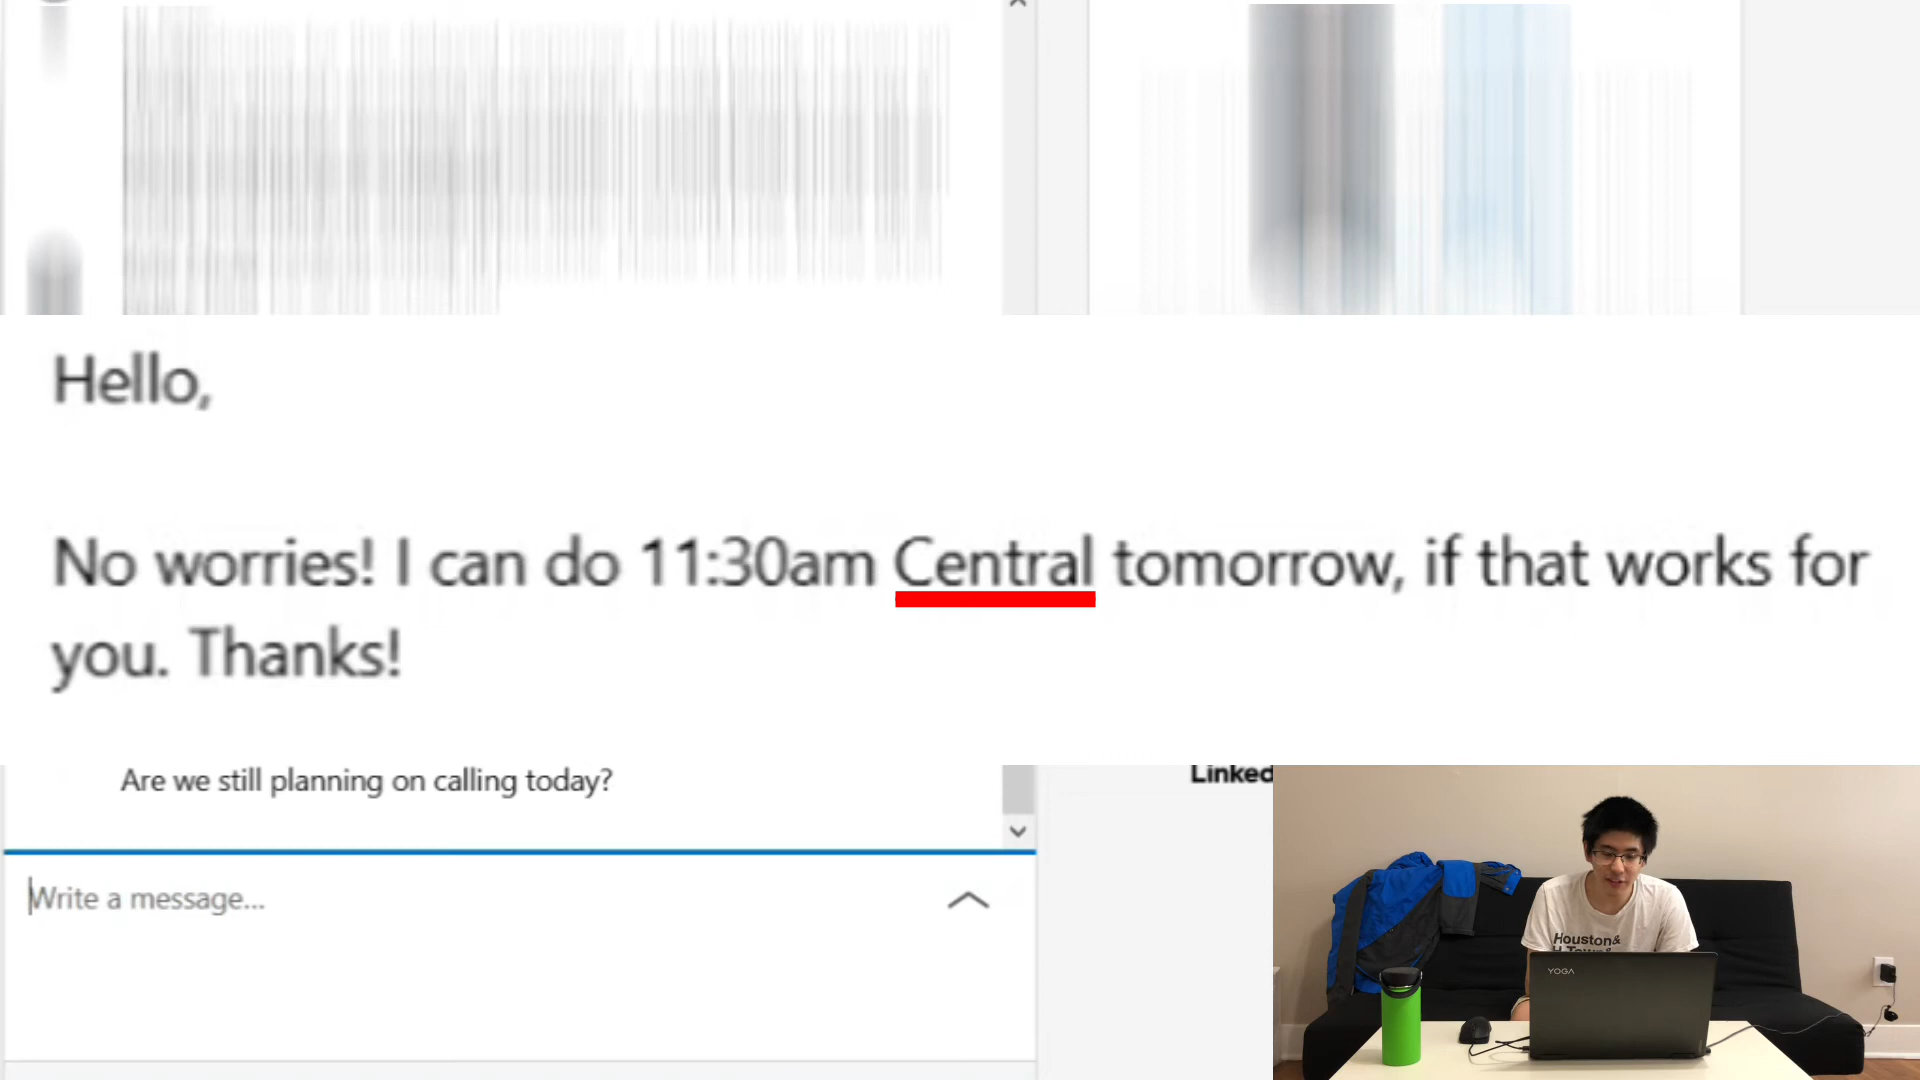 Hello,
No worries! I can do 11:30am Central tomorrow, if that works for
you. Thanks!
Are we still planning on calling today?
Linked
Write a message...
Houston&
YOGA